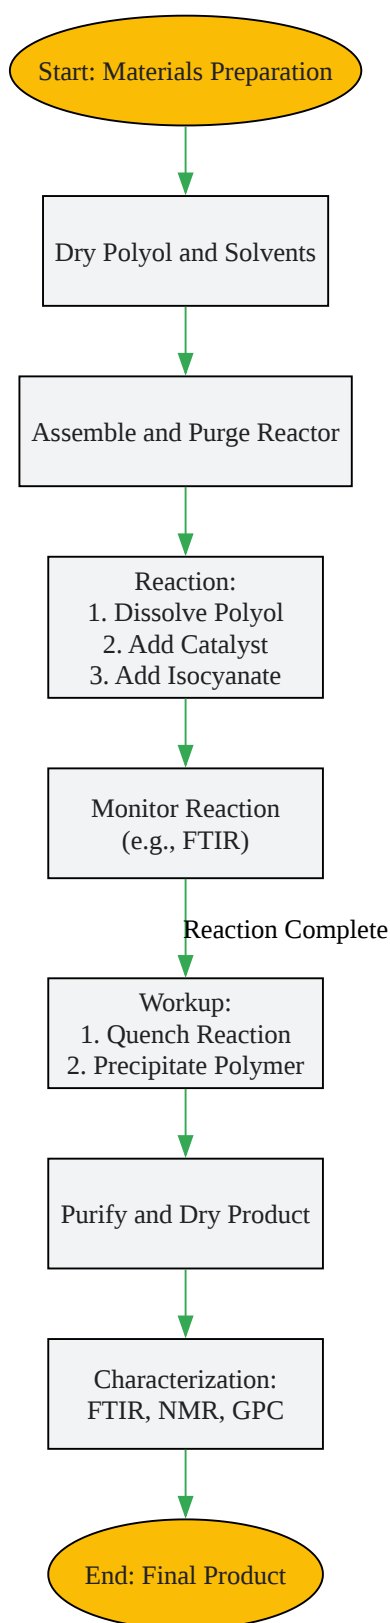 Start: Materials Preparation
Dry Polyol and Solvents
Assemble and Purge Reactor
Reaction:
1. Dissolve Polyol
2. Add Catalyst
3. Add Isocyanate
Monitor Reaction
(e.g., FTIR)
Reaction Complete
Workup:
1. Quench Reaction
2. Precipitate Polymer
Purify and Dry Product
Characterization:
FTIR, NMR, GPC
End: Final Product